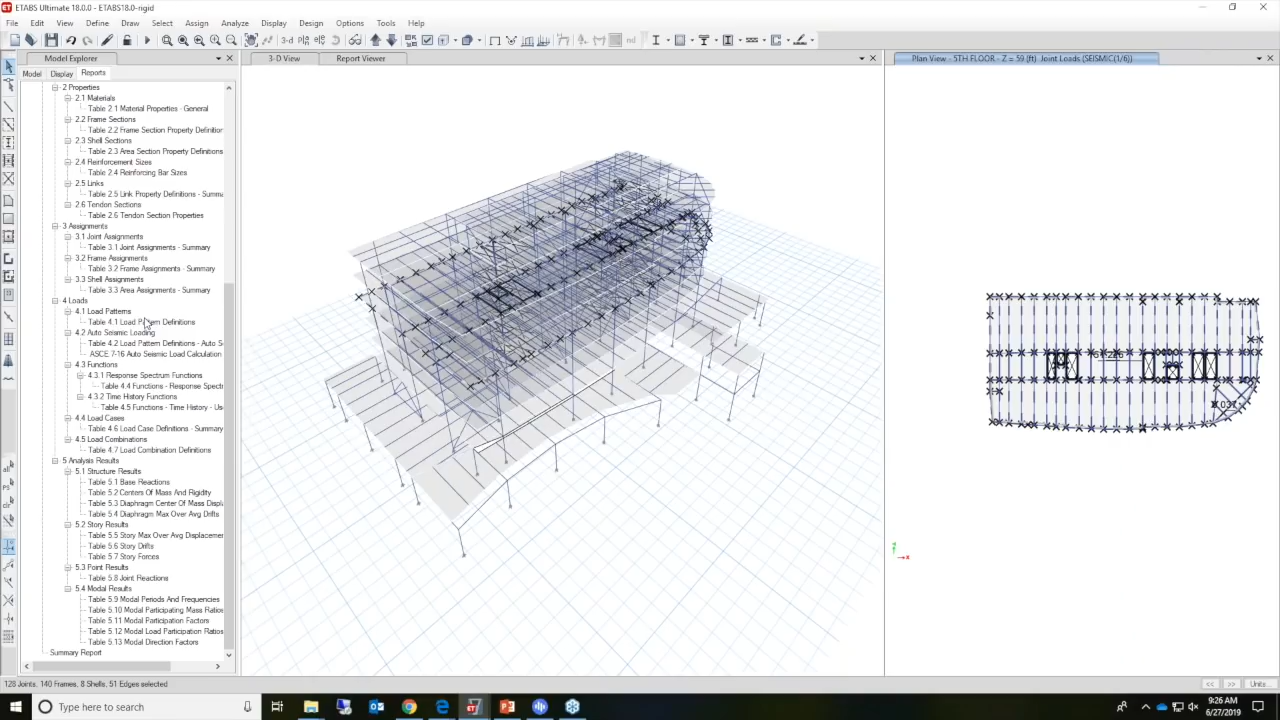 ETABS Ultimate 18.0.0 - ETABS18.0-rigid
File Edit View Define Draw Select Assign Analyze Display Design Options Tools Help
Model Explorer
Model Display Reports
3-D View
Report Viewer
Plan View - 5TH FLOOR - Z = 59 (ft) Joint Loads (SEISMIC(1/6))
2 Properties
2.1 Materials
Table 2.1 Material Properties - General
2.2 Frame Sections
Table 2.2 Frame Section Property Definition
2.3 Shell Sections
Table 2.3 Area Section Property Definitions
2.4 Reinforcement Sizes
Table 2.4 Reinforcing Bar Sizes
2.5 Links
Table 2.5 Link Property Definitions - Summa
2.6 Tendon Sections
Table 2.6 Tendon Section Properties
3 Assignments
3.1 Joint Assignments
Table 3.1 Joint Assignments - Summary
3.2 Frame Assignments
Table 3.2 Frame Assignments - Summary
3.3 Shell Assignments
Table 3.3 Area Assignments - Summary
4 Loads
4.1 Load Patterns
Table 4.1 Load Pattern Definitions
4.2 Auto Seismic Loading
Table 4.2 Load Pattern Definitions - Auto S
ASCE 7-16 Auto Seismic Load Calculation
4.3 Functions
4.3.1 Response Spectrum Functions
Table 4.4 Functions - Response Spectr
4.3.2 Time History Functions
Table 4.5 Functions - Time History - Us
4.4 Load Cases
Table 4.6 Load Case Definitions - Summary
4.5 Load Combinations
Table 4.7 Load Combination Definitions
5 Analysis Results
5.1 Structure Results
Table 5.1 Base Reactions
Table 5.2 Centers Of Mass And Rigidity
Table 5.3 Diaphragm Center Of Mass Displ
Table 5.4 Diaphragm Max Over Avg Drifts
5.2 Story Results
Table 5.5 Story Max Over Avg Displacemen
Table 5.6 Story Drifts
Table 5.7 Story Forces
5.3 Point Results
Table 5.8 Joint Reactions
5.4 Modal Results
Table 5.9 Modal Periods And Frequencies
Table 5.10 Modal Participating Mass Ratios
Table 5.11 Modal Participation Factors
Table 5.12 Modal Load Participation Ratios
Table 5.13 Modal Direction Factors
Summary Report
128 Joints, 140 Frames, 8 Shells, 51 Edges selected
Units...
Type here to search
9:26 AM
6/27/2019